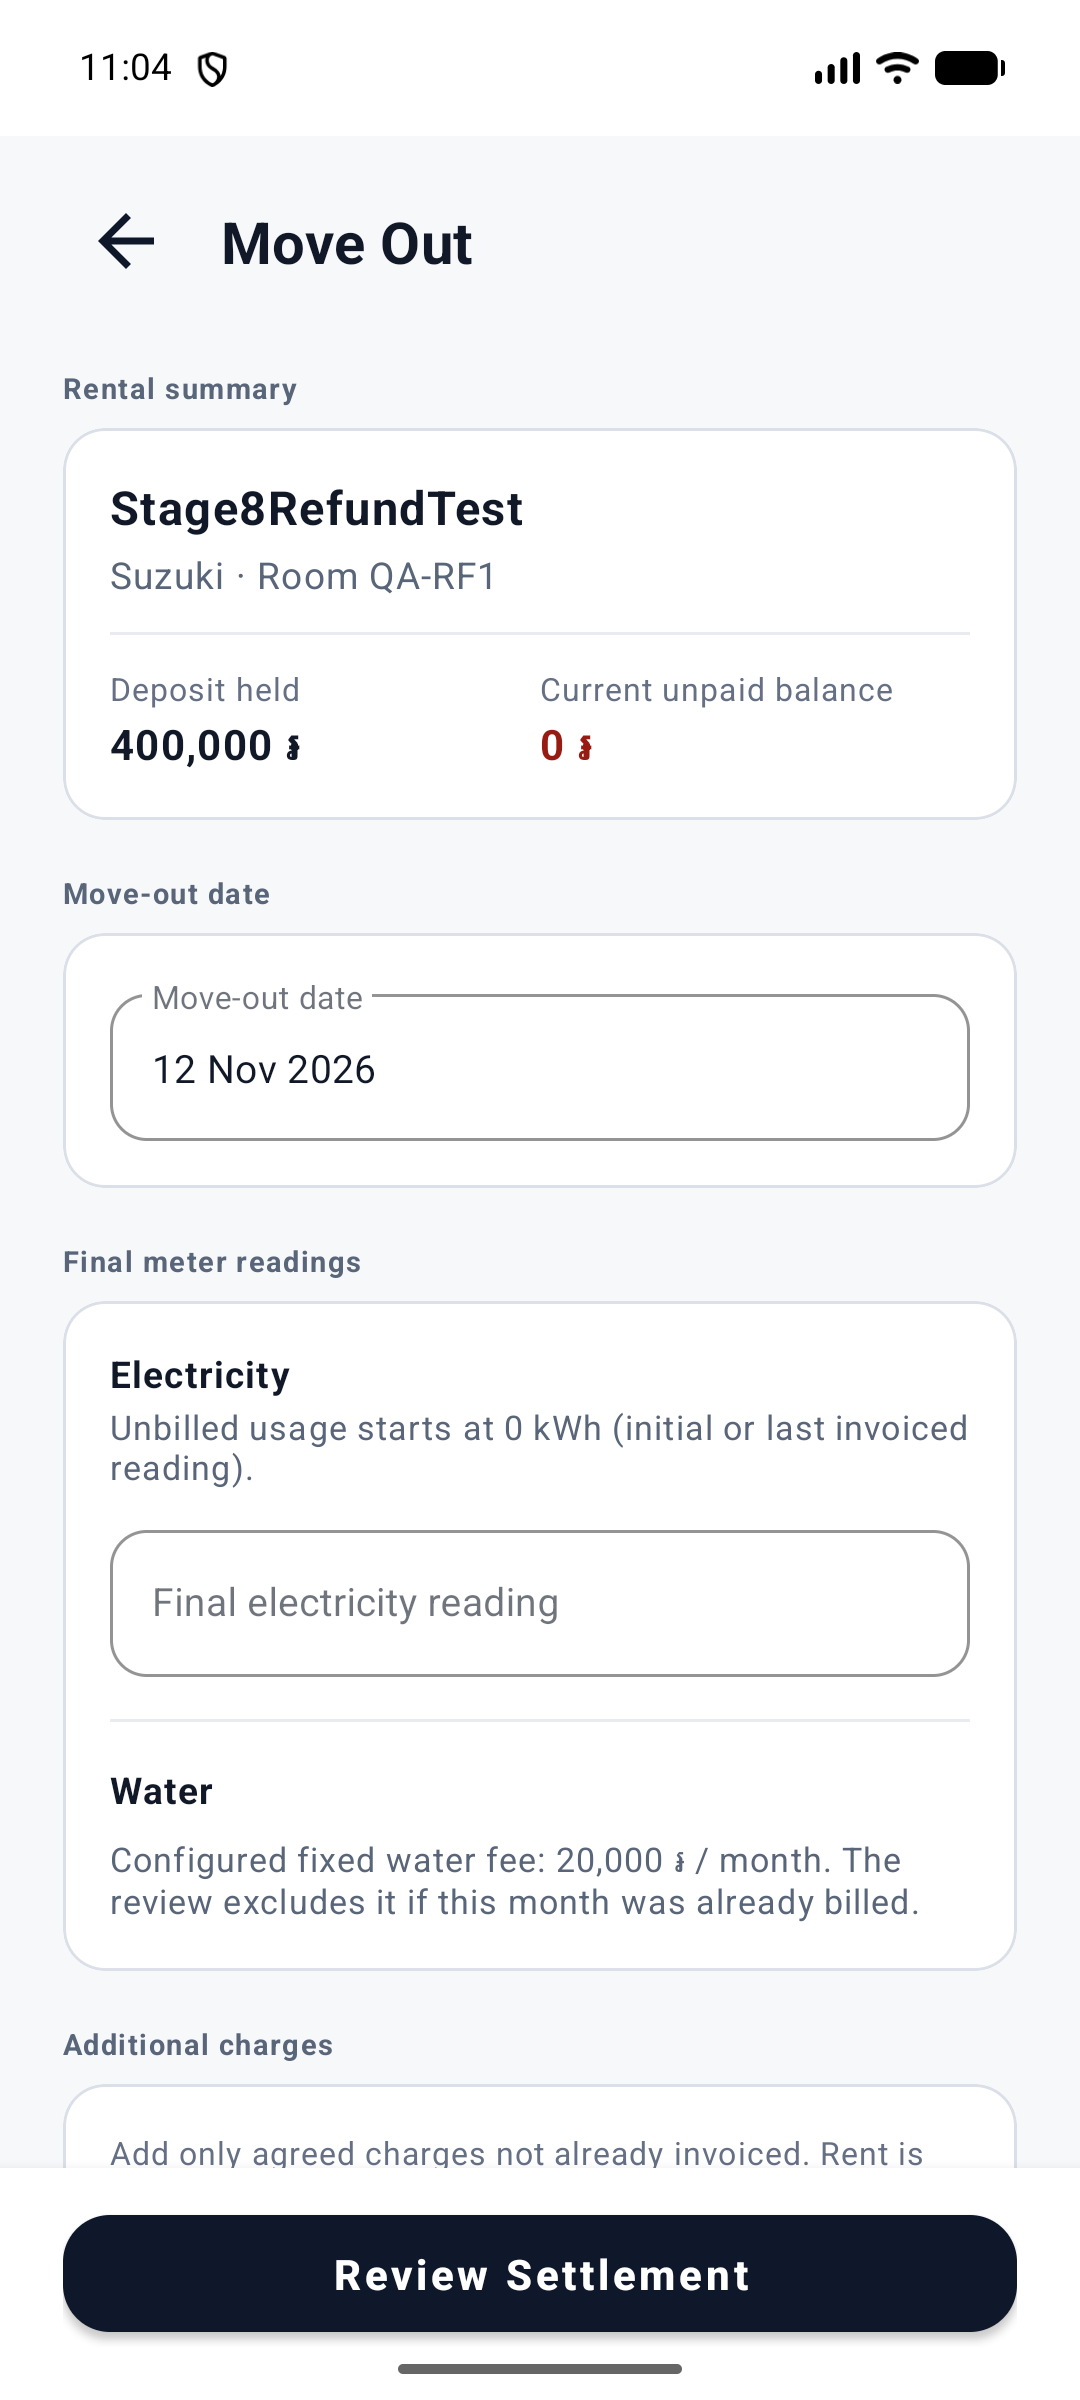 11:04
Move Out
Rental summary
Stage8RefundTest
Suzuki · Room QA-RF1
Deposit held
400,000 ៛
Current unpaid balance
0 ៛
Move-out date
Move-out date
12 Nov 2026
Final meter readings
Electricity
Unbilled usage starts at 0 kWh (initial or last invoiced
reading).
Final electricity reading
Water
Configured fixed water fee: 20,000 ៛ / month. The
review excludes it if this month was already billed.
Additional charges
Add only agreed charges not already invoiced. Rent is
Review Settlement